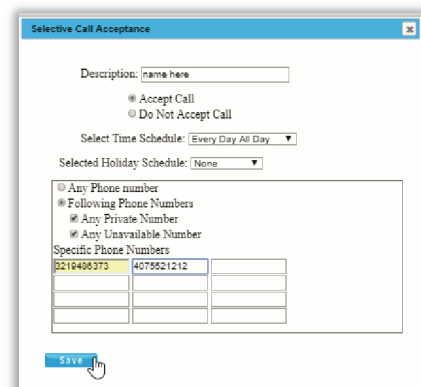 Selective Call Acceptance
Description: name here
Accept Call
Do Not Accept Call
Select Time Schedule: Every Day All Day
Selected Holiday Schedule: None
Any Phone number
Following Phone Numbers
Any Private Number
Any Unavailable Number
Specific Phone Numbers
3219486373 4075521212
Save